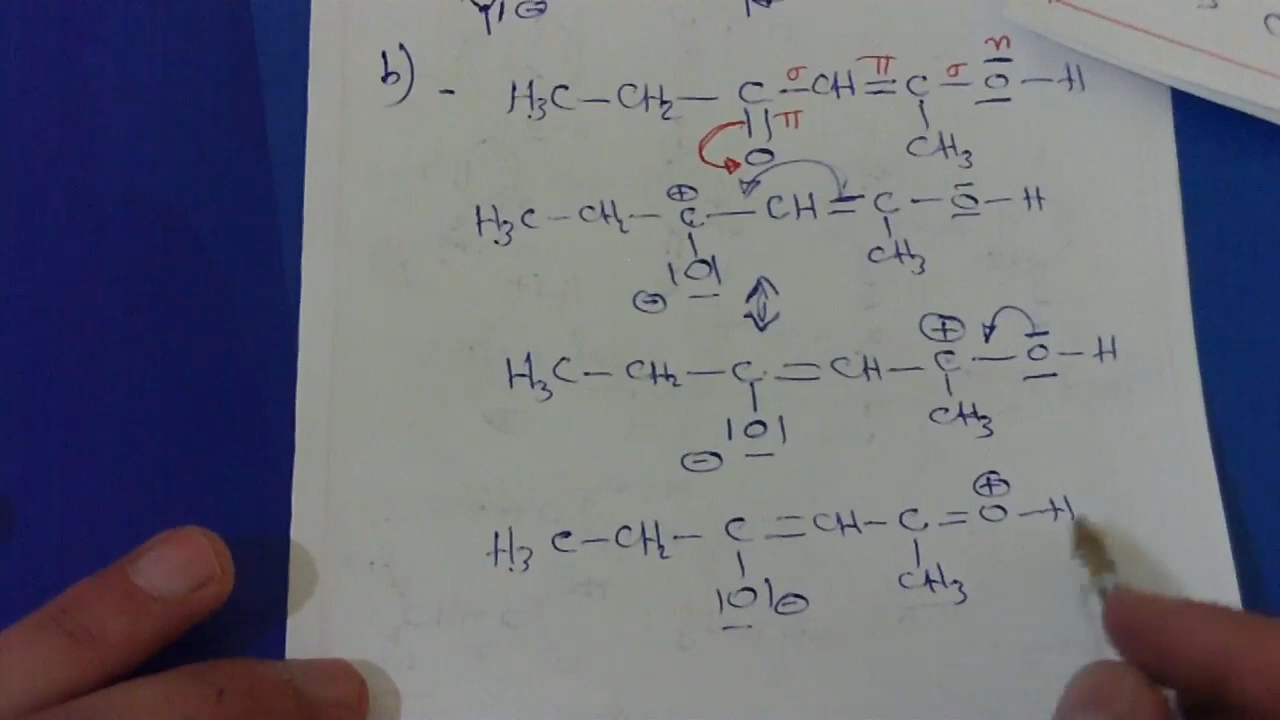 b) - H₃C-CH₂-C-CH=C-O-H
σ π σ n
π
O CH₃
⊕
H₃C-CH₂-C-CH=C-O-H
|O| CH₃
⊖
⊕
H₃C-CH₂-C=CH-C-O-H
|O| CH₃
⊖
⊕
H₃C-CH₂-C=CH-C=O-H
|O|⊖ CH₃